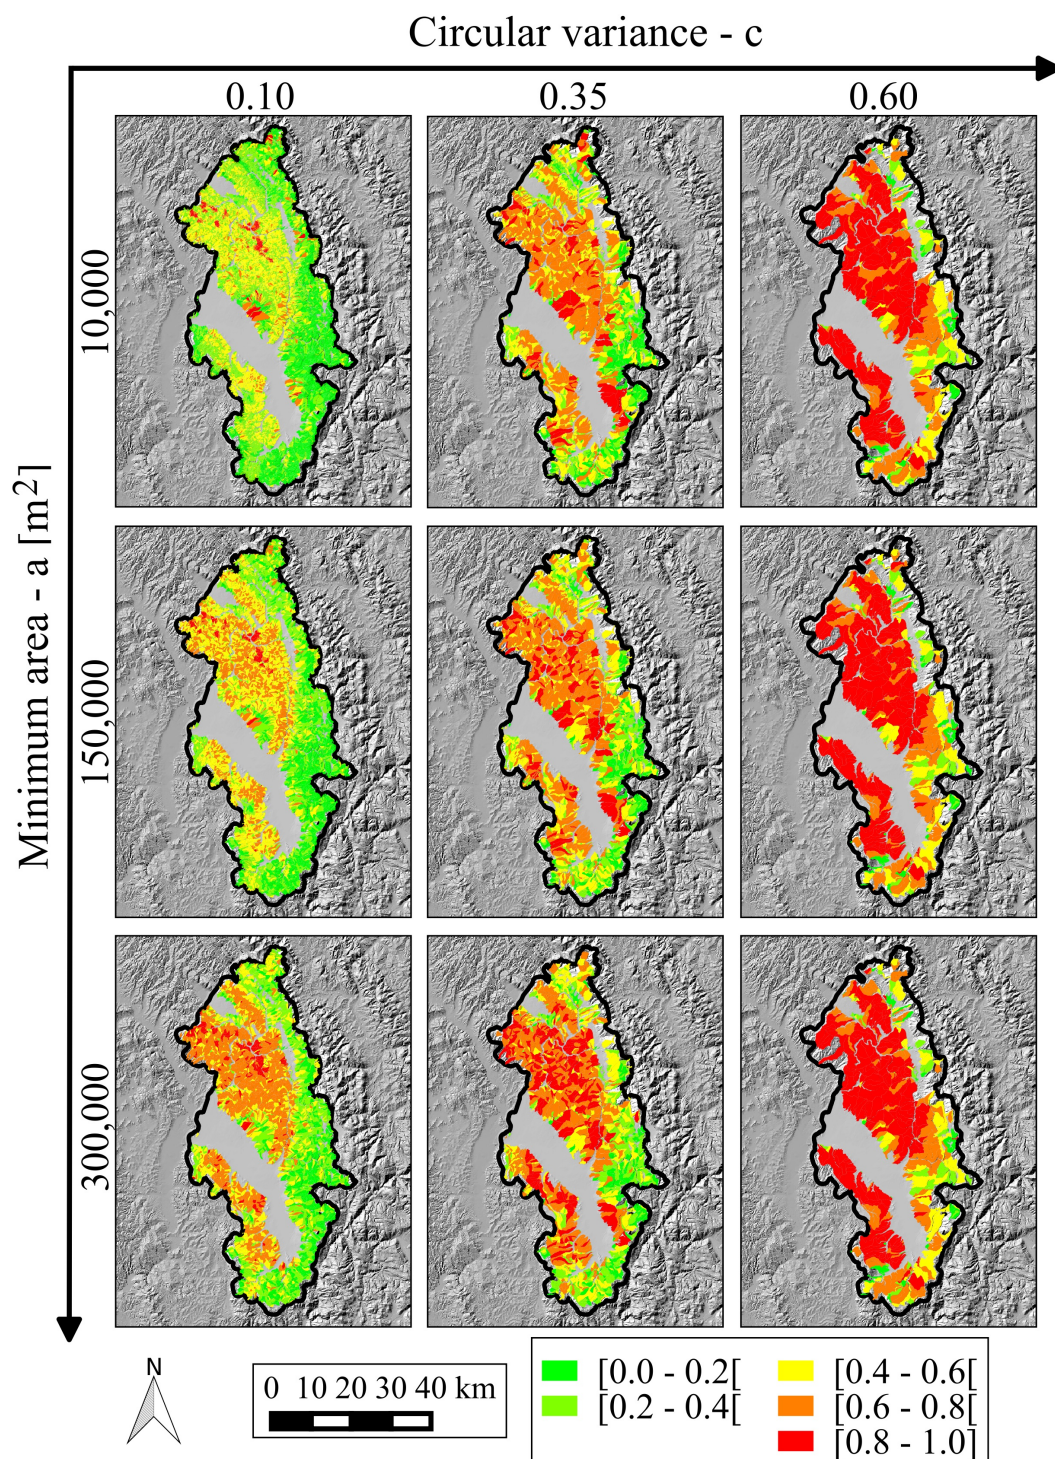 Circular variance - c
0.10 0.35 0.60
Minimum area - a [m²]
10,000
150,000
300,000
N
0 10 20 30 40 km
[0.0 - 0.2[ [0.4 - 0.6[
[0.2 - 0.4[ [0.6 - 0.8[
[0.8 - 1.0]